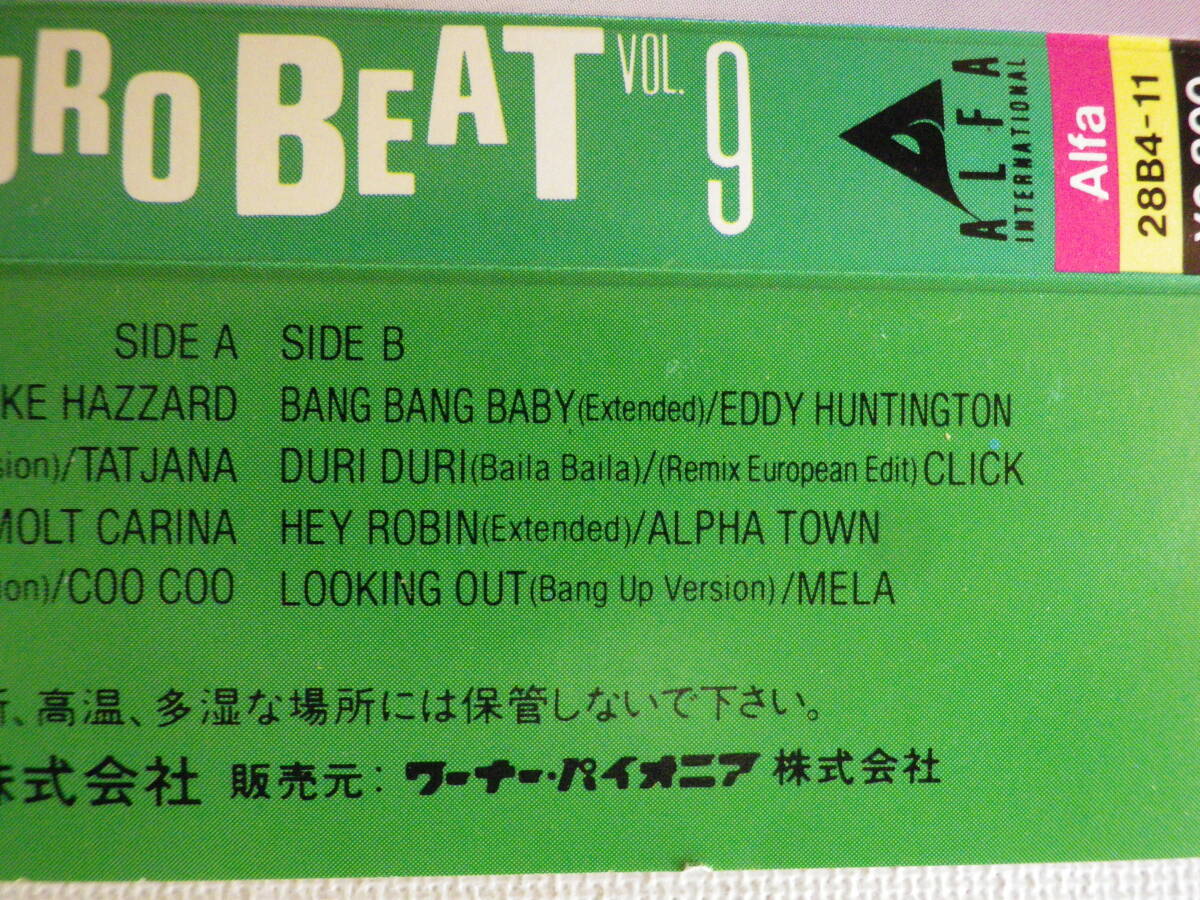 URO BEAT VOL. 9
ALFA
INTERNATIONAL
Alfa
28B4-11
SIDE A SIDE B
KE HAZZARD BANG BANG BABY(Extended)/EDDY HUNTINGTON
sion)/TATJANA DURI DURI(Baila Baila)/(Remix European Edit) CLICK
MOLT CARINA HEY ROBIN(Extended)/ALPHA TOWN
ion)/COO COO LOOKING OUT(Bang Up Version)/MELA
所、高温、多湿な場所には保管しないで下さい。
株式会社 販売元:ワーナー・パイオニア 株式会社